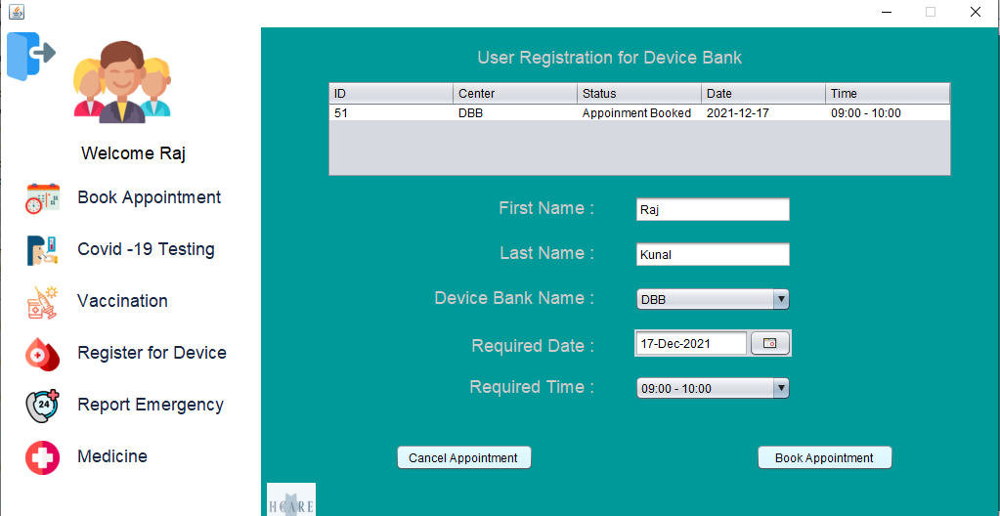 Welcome Raj
Book Appointment
Covid -19 Testing
Vaccination
Register for Device
24
Report Emergency
Medicine
User Registration for Device Bank
ID Center Status Date Time
51 DBB Appoinment Booked 2021-12-17 09:00 - 10:00
First Name : Raj
Last Name : Kunal
Device Bank Name : DBB
Required Date : 17-Dec-2021
Required Time : 09:00 - 10:00
Cancel Appointment Book Appointment
HCARE